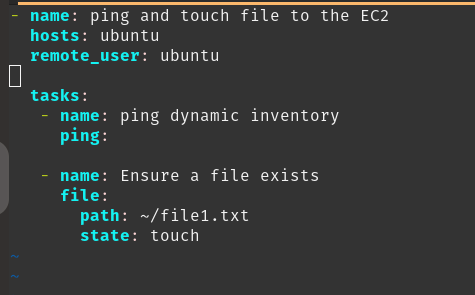 - name: ping and touch file to the EC2
  hosts: ubuntu
  remote_user: ubuntu

  tasks:
   - name: ping dynamic inventory
     ping:

   - name: Ensure a file exists
     file:
       path: ~/file1.txt
       state: touch
~
~